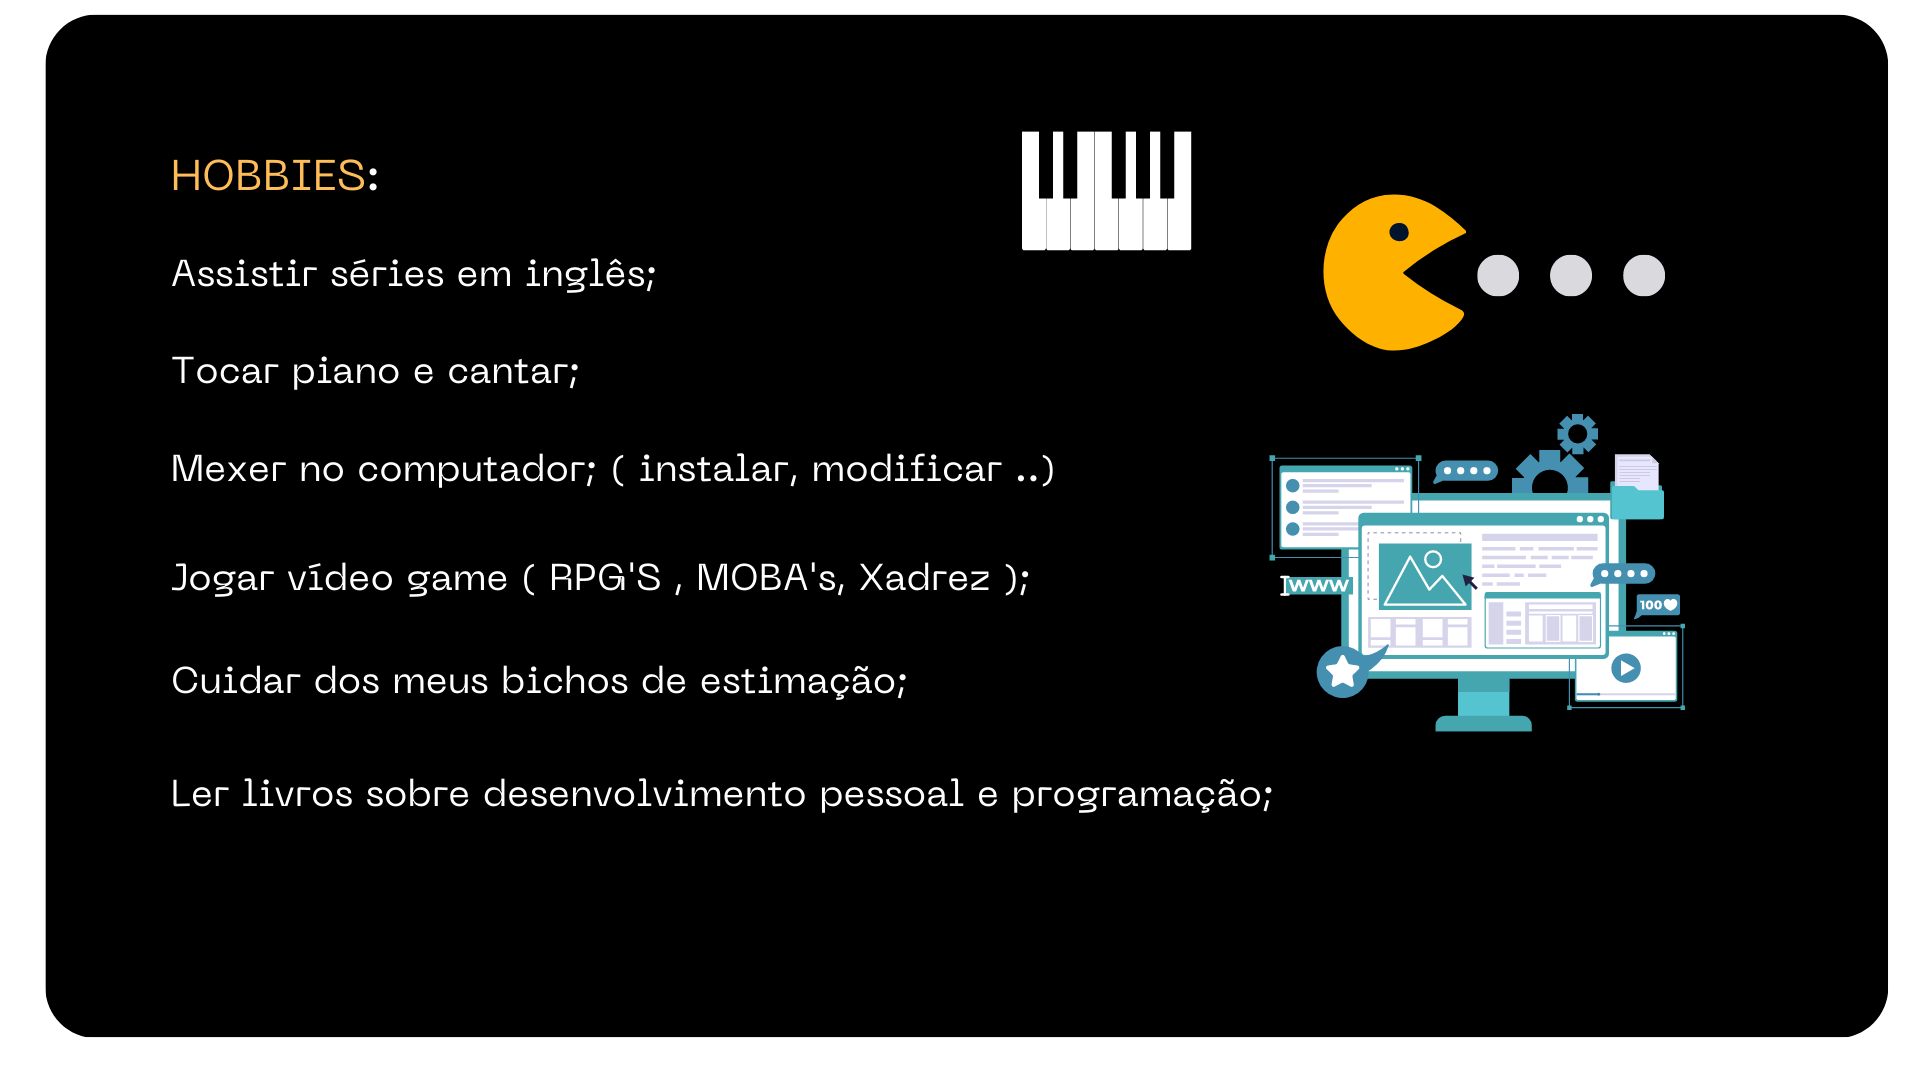 HOBBIES:
Assistir séries em inglês;
Tocar piano e cantar;
Mexer no computador; ( instalar, modificar ..)
Jogar vídeo game ( RPG'S , MOBA's, Xadrez );
Cuidar dos meus bichos de estimação;
Ler livros sobre desenvolvimento pessoal e programação;
WWW
100